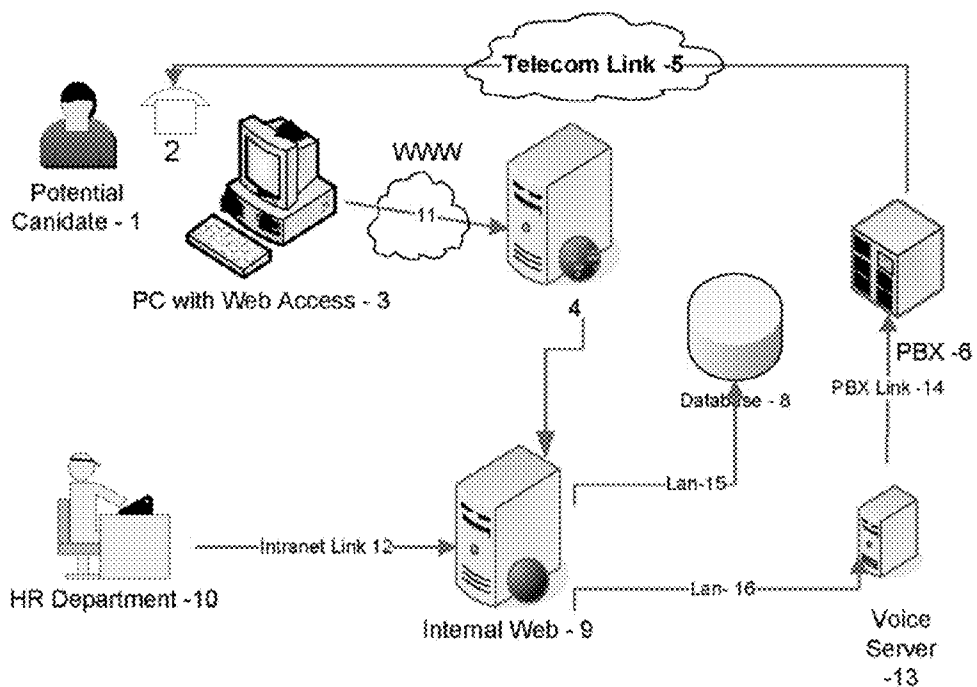 Telecom Link -5
2
WWW
Potential
Canidate - 1
11
PC with Web Access - 3
4
PBX -6
PBX Link -14
Database - 8
Lan-15
Intranet Link 12
HR Department -10
Lan- 16
Internal Web - 9
Voice
Server
-13